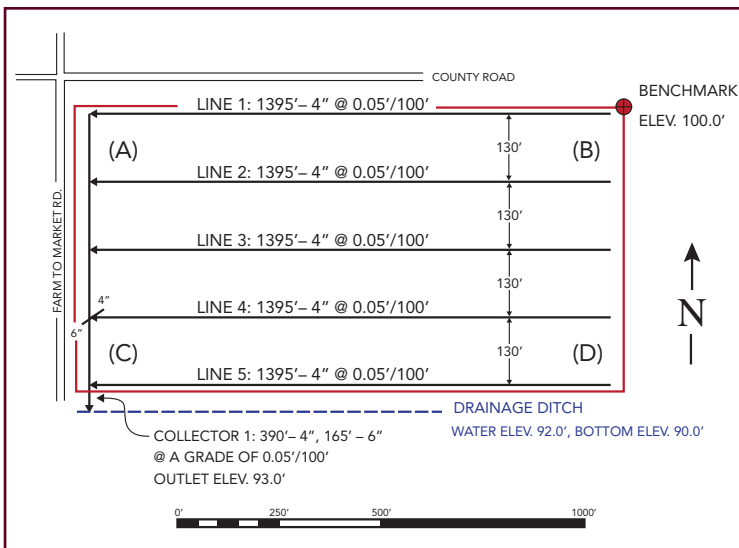 COUNTY ROAD
BENCHMARK
ELEV. 100.0'
LINE 1: 1395'– 4" @ 0.05'/100'
(A)
(B)
130'
LINE 2: 1395'– 4" @ 0.05'/100'
130'
FARM TO MARKET RD.
LINE 3: 1395'– 4" @ 0.05'/100'
130'
4"
LINE 4: 1395'– 4" @ 0.05'/100'
6"
N
(C)
(D)
130'
LINE 5: 1395'– 4" @ 0.05'/100'
DRAINAGE DITCH
WATER ELEV. 92.0', BOTTOM ELEV. 90.0'
COLLECTOR 1: 390'– 4", 165' – 6"
@ A GRADE OF 0.05'/100'
OUTLET ELEV. 93.0'
0' 250' 500' 1000'